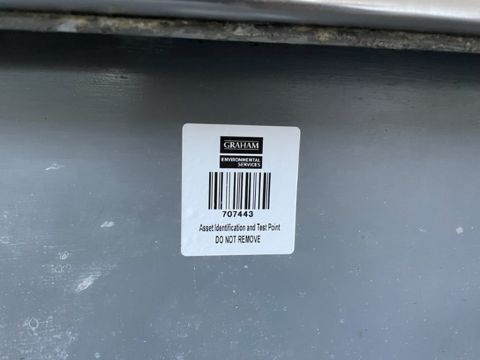 GRAHAM
ENVIRONMENTAL
SERVICES
707443
Asset Identification and Test Point
DO NOT REMOVE